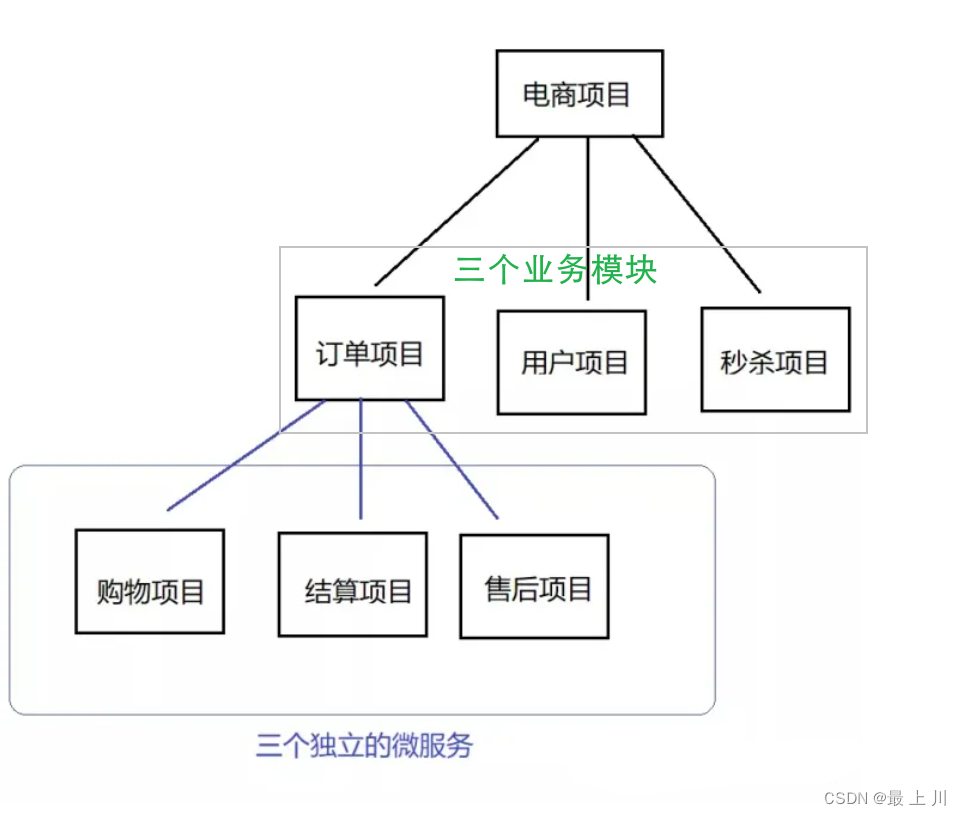 电商项目
三个业务模块
订单项目
用户项目
秒杀项目
购物项目
结算项目
售后项目
三个独立的微服务
CSDN @最 上 川